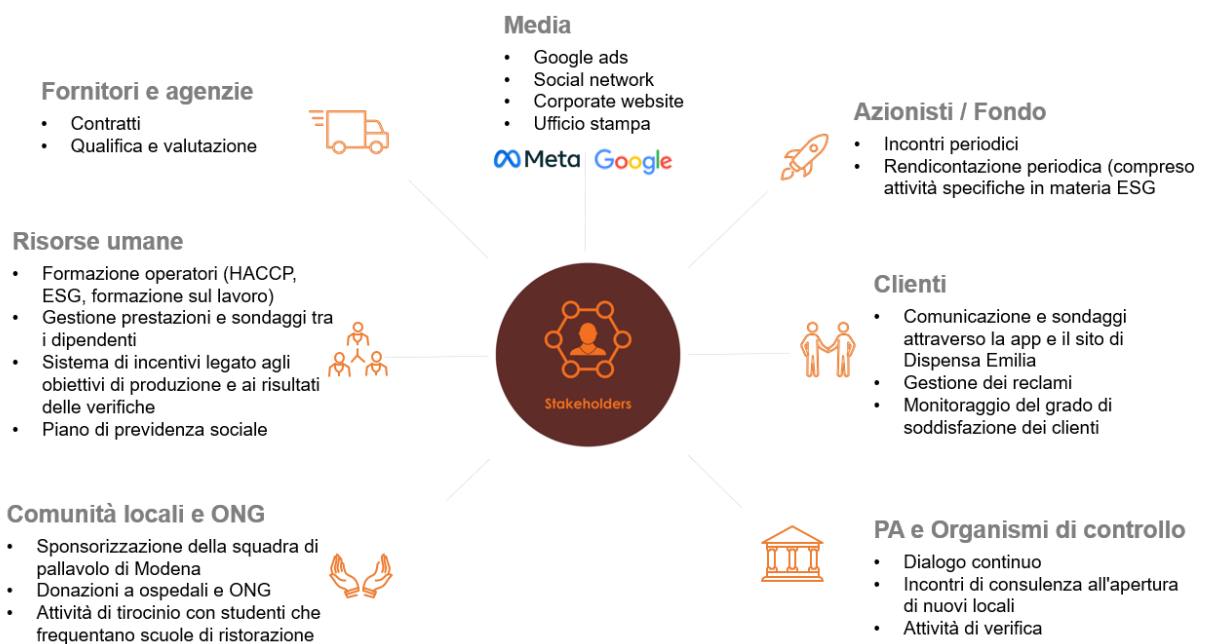 Media
• Google ads
• Social network
• Corporate website
• Ufficio stampa
Meta Google
Fornitori e agenzie
• Contratti
• Qualifica e valutazione
Azionisti / Fondo
• Incontri periodici
• Rendicontazione periodica (compreso
attività specifiche in materia ESG
Risorse umane
• Formazione operatori (HACCP,
ESG, formazione sul lavoro)
• Gestione prestazioni e sondaggi tra
i dipendenti
• Sistema di incentivi legato agli
obiettivi di produzione e ai risultati
delle verifiche
• Piano di previdenza sociale
Stakeholders
Clienti
• Comunicazione e sondaggi
attraverso la app e il sito di
Dispensa Emilia
• Gestione dei reclami
• Monitoraggio del grado di
soddisfazione dei clienti
Comunità locali e ONG
• Sponsorizzazione della squadra di
pallavolo di Modena
• Donazioni a ospedali e ONG
• Attività di tirocinio con studenti che
frequentano scuole di ristorazione
PA e Organismi di controllo
• Dialogo continuo
• Incontri di consulenza all'apertura
di nuovi locali
• Attività di verifica